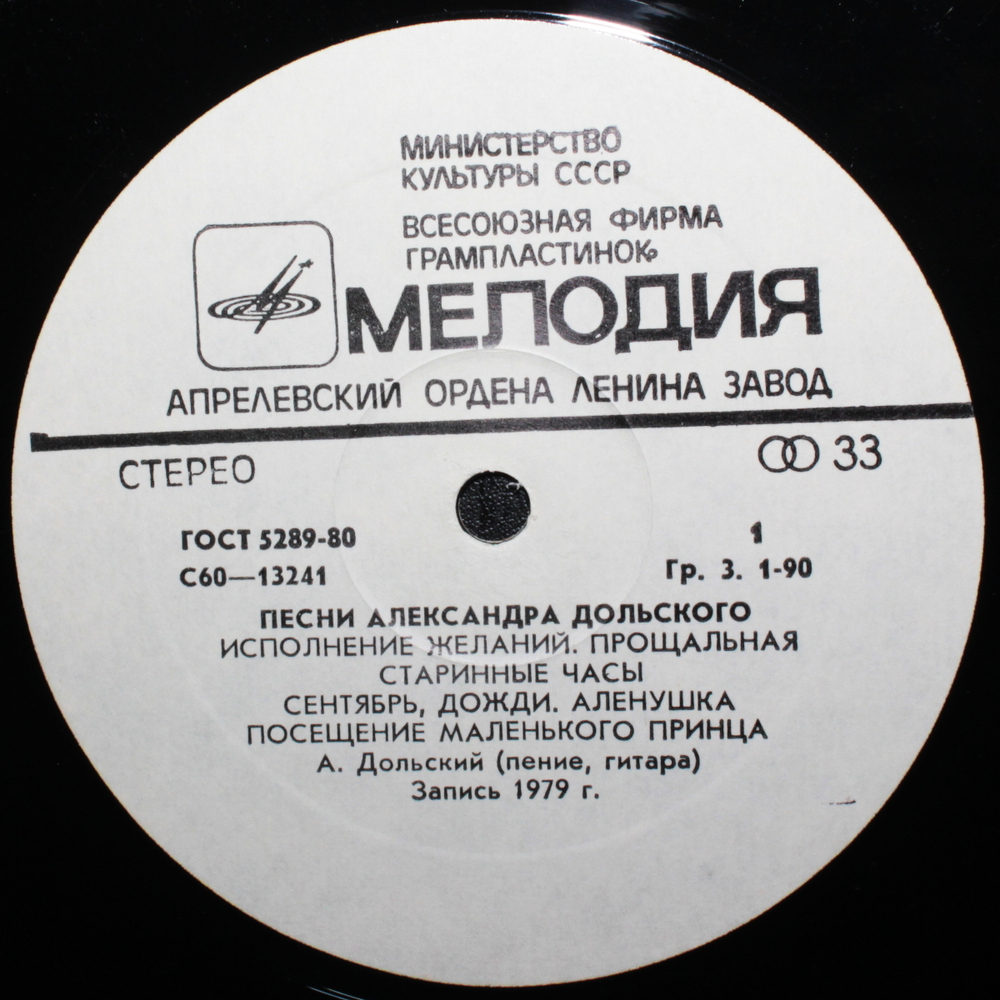 МИНИСТЕРСТВО
КУЛЬТУРЫ СССР
ВСЕСОЮЗНАЯ ФИРМА
ГРАМПЛАСТИНОК
МЕЛОДИЯ
АПРЕЛЕВСКИЙ ОРДЕНА ЛЕНИНА ЗАВОД
СТЕРЕО 33
ГОСТ 5289-80 1
С60—13241 Гр. 3. 1-90
ПЕСНИ АЛЕКСАНДРА ДОЛЬСКОГО
ИСПОЛНЕНИЕ ЖЕЛАНИЙ. ПРОЩАЛЬНАЯ
СТАРИННЫЕ ЧАСЫ
СЕНТЯБРЬ, ДОЖДИ. АЛЕНУШКА
ПОСЕЩЕНИЕ МАЛЕНЬКОГО ПРИНЦА
А. Дольский (пение, гитара)
Запись 1979 г.